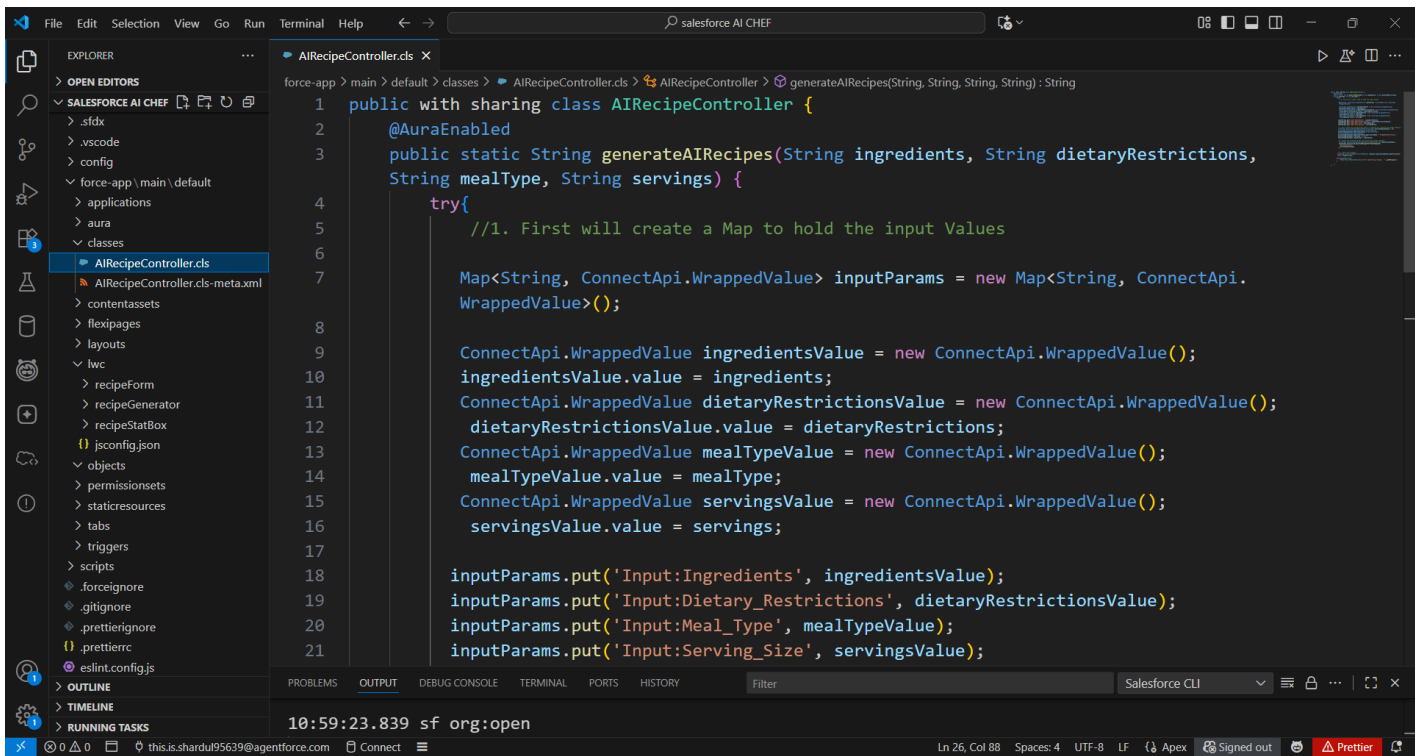 File Edit Selection View Go Run Terminal Help
salesforce AI CHEF
EXPLORER
OPEN EDITORS
SALESFORCE AI CHEF
.sfdx
.vscode
config
force-app\main\default
applications
aura
classes
AIRecipeController.cls
AIRecipeController.cls-meta.xml
contentassets
flexipages
layouts
lwc
recipeForm
recipeGenerator
recipeStatBox
{} jsconfig.json
objects
permissionsets
staticresources
tabs
triggers
scripts
.forceignore
.gitignore
.prettierignore
{} .prettierrc
eslint.config.js
OUTLINE
TIMELINE
RUNNING TASKS
3
1
1
AIRecipeController.cls
force-app > main > default > classes > AIRecipeController.cls > AIRecipeController > generateAIRecipes(String, String, String, String) : String
1 public with sharing class AIRecipeController {
2 @AuraEnabled
3 public static String generateAIRecipes(String ingredients, String dietaryRestrictions,
String mealType, String servings) {
4 try{
5 //1. First will create a Map to hold the input Values
6
7 Map<String, ConnectApi.WrappedValue> inputParams = new Map<String, ConnectApi.
WrappedValue>();
8
9 ConnectApi.WrappedValue ingredientsValue = new ConnectApi.WrappedValue();
10 ingredientsValue.value = ingredients;
11 ConnectApi.WrappedValue dietaryRestrictionsValue = new ConnectApi.WrappedValue();
12 dietaryRestrictionsValue.value = dietaryRestrictions;
13 ConnectApi.WrappedValue mealTypeValue = new ConnectApi.WrappedValue();
14 mealTypeValue.value = mealType;
15 ConnectApi.WrappedValue servingsValue = new ConnectApi.WrappedValue();
16 servingsValue.value = servings;
17
18 inputParams.put('Input:Ingredients', ingredientsValue);
19 inputParams.put('Input:Dietary_Restrictions', dietaryRestrictionsValue);
20 inputParams.put('Input:Meal_Type', mealTypeValue);
21 inputParams.put('Input:Serving_Size', servingsValue);
PROBLEMS OUTPUT DEBUG CONSOLE TERMINAL PORTS HISTORY Filter Salesforce CLI
10:59:23.839 sf org:open
0 0 this.is.shardul95639@agentforce.com Connect Ln 26, Col 88 Spaces: 4 UTF-8 LF Apex Signed out Prettier